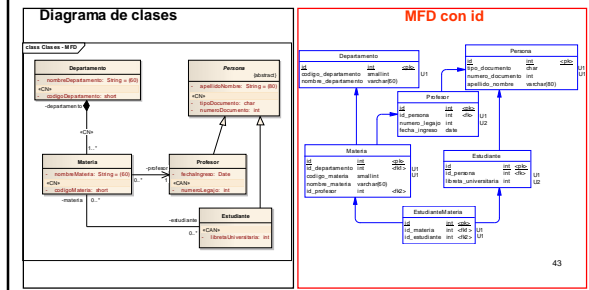 Diagrama de clases
class Clases - MFD
Departamento
- nombreDepartamento: String = (60)
«CN»
- codigoDepartamento: short
-departamento
«CN»
1..*
Persona
{abstract}
- apellidoNombre: String = (80)
«CN»
- tipoDocumento: char
- numeroDocumento: int
Materia
- nombreMateria: String = (60)
«CN»
- codigoMateria: short
-profesor
0..*
1
Profesor
- fechaIngreso: Date
«CAN»
- numeroLegajo: int
-materia
0..*
-estudiante
0..*
Estudiante
«CAN»
- libretaUniversitaria: int
MFD con id
Departamento
id int <pk>
codigo_departamento smallint U1
nombre_departamento varchar(60)
Persona
id int <pk>
tipo_documento char U1
numero_documento int U1
apellido_nombre varchar(80)
Profesor
id int <pk>
id_persona int <fk> U1
numero_legajo int U2
fecha_ingreso date
Materia
id int <pk>
id_departamento int <fk1> U1
codigo_materia smallint U1
nombre_materia varchar(60)
id_profesor int <fk2>
Estudiante
id int <pk>
id_persona int <fk> U1
libreta_universitaria int U2
EstudianteMateria
id_materia int <fk1> U1
id_estudiante int <fk2> U1
43